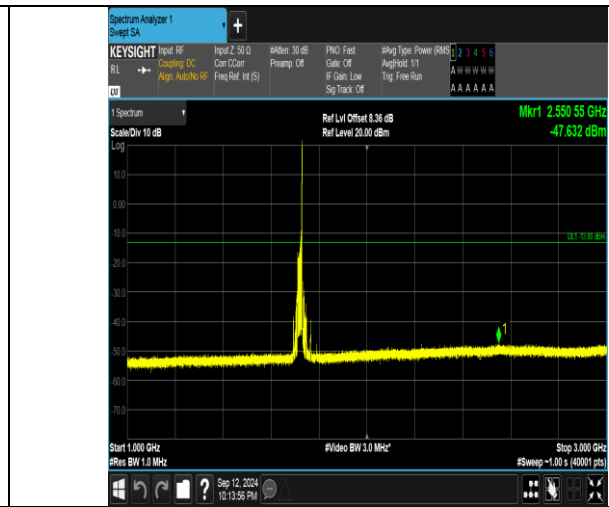 Spectrum Analyzer 1
Swept SA
+
KEYSIGHT Input: RF Input Z: 50 Ω #Atten: 30 dB PNO: Fast #Avg Type: Power (RMS 1 2 3 4 5 6
RL Coupling: DC Corr CCorr Preamp: Off Gate: Off Avg|Hold: 1/1 A W W W W W
Align: Auto/No RF Freq Ref: Int (S) IF Gain: Low Trig: Free Run
Sig Track: Off A A A A A A
LXI
1 Spectrum Ref Lvl Offset 8.36 dB Mkr1 2.550 55 GHz
Scale/Div 10 dB Ref Level 20.00 dBm -47.632 dBm
Log
10.0
0.00
-10.0
DL1 -13.00 dBm
-20.0
-30.0
-40.0
1
-50.0
-60.0
-70.0
Start 1.000 GHz #Video BW 3.0 MHz* Stop 3.000 GHz
#Res BW 1.0 MHz #Sweep ~1.00 s (40001 pts)
? Sep 12, 2024
10:13:56 PM